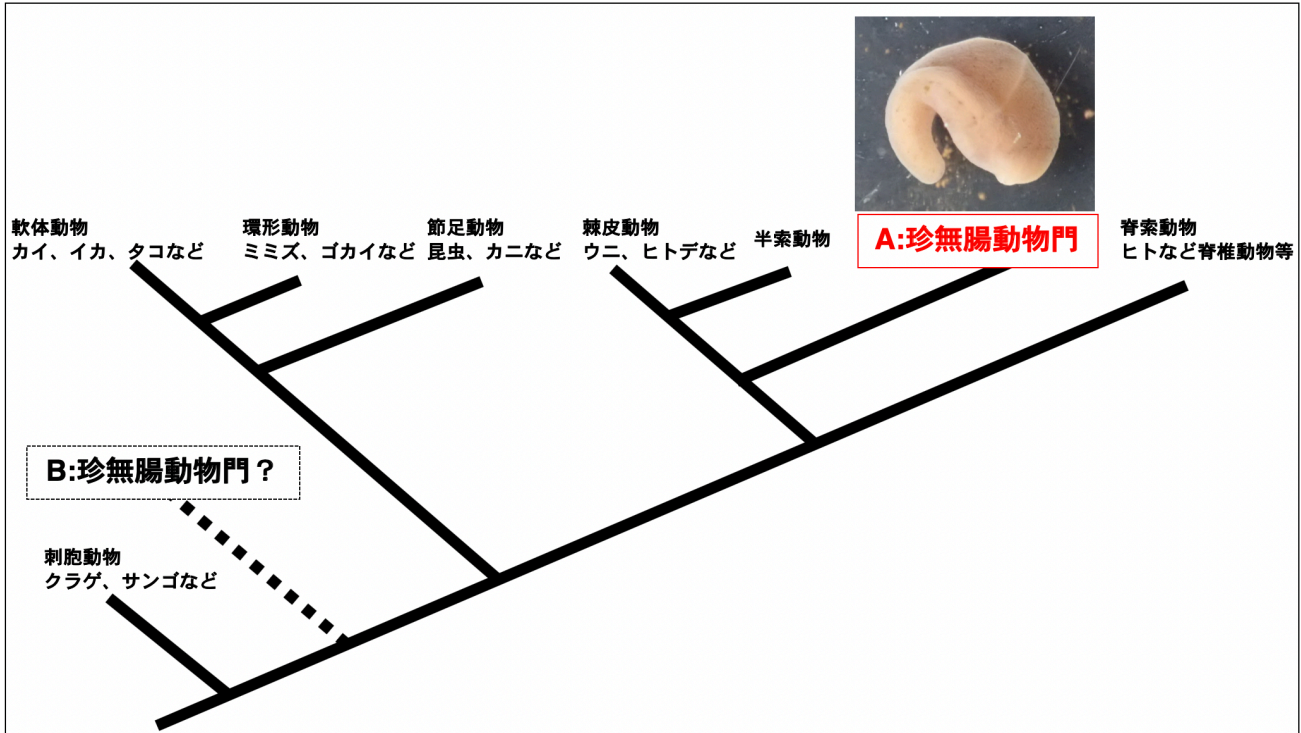 軟体動物
カイ、イカ、タコなど
環形動物
ミミズ、ゴカイなど
節足動物
昆虫、カニなど
棘皮動物
ウニ、ヒトデなど
半索動物
A:珍無腸動物門
脊索動物
ヒトなど脊椎動物等
B:珍無腸動物門？
刺胞動物
クラゲ、サンゴなど